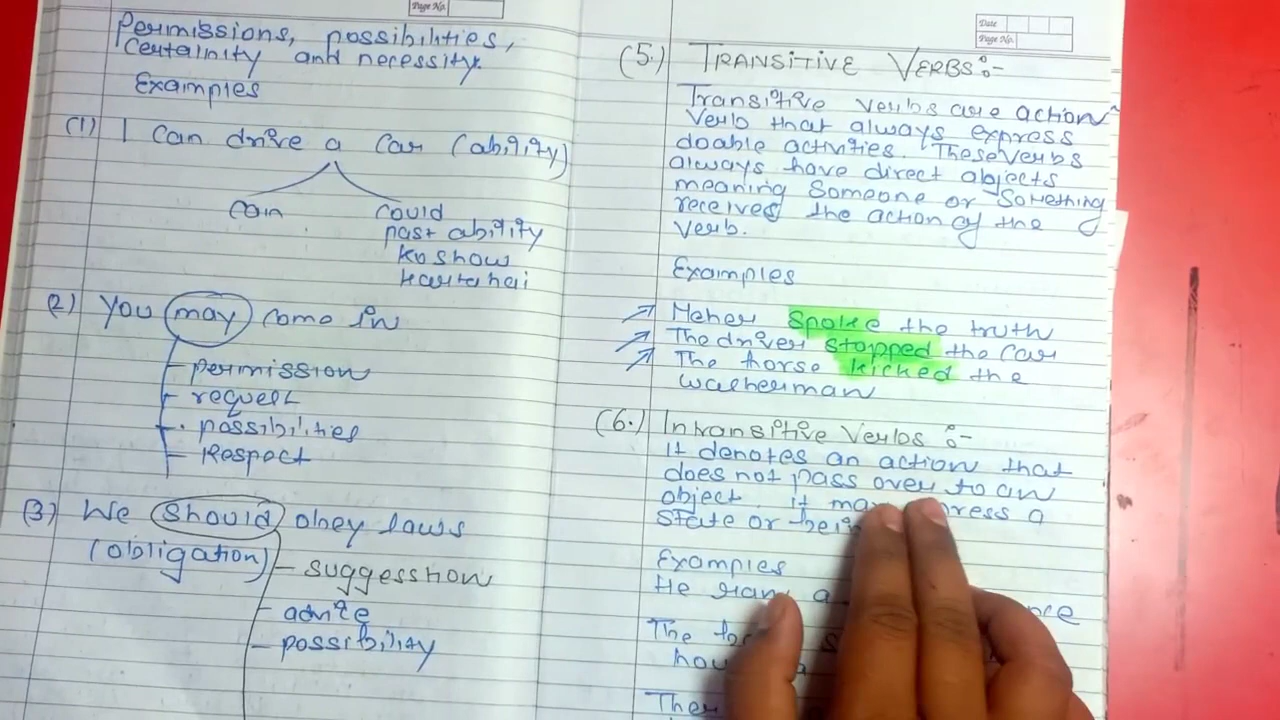 Page No.
Permissions, possibilities,
Certainity and necessity.
Examples
(1) I can drive a car (ability)
can could
past ability
ko show
karta hai
(2) You may come in
permission
request
possibilities
Respect
(3) We should obey laws
(obligation) suggesstion
advice
possibility
Date
Page No.
(5.) TRANSITIVE VERBS :-
Transitive verbs are action
Verb that always express
doable activities. These verbs
always have direct objects
meaning someone or something
receives the action of the
verb.
Examples
Meher spoke the truth
The driver stopped the car
The horse kicked the
washerman
(6.) Intransitive Verbs :-
It denotes an action that
does not pass over to an
object. it may a
state or
Examples
He ran a
The